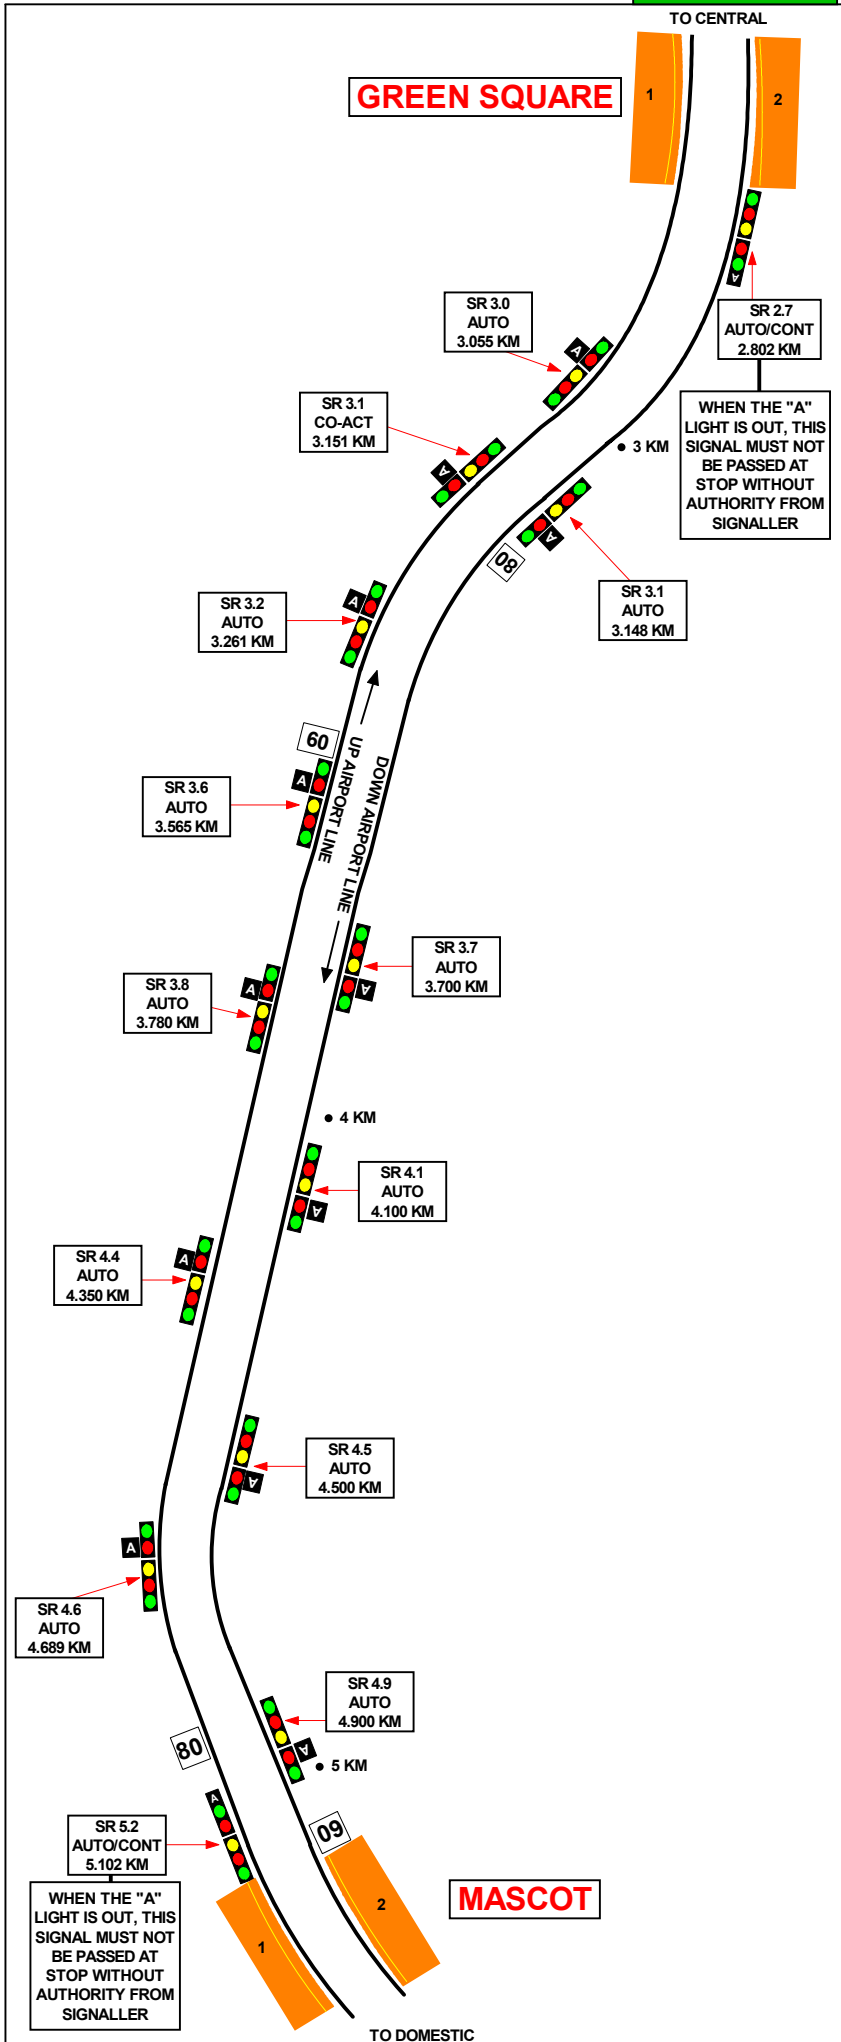 TO CENTRAL
GREEN SQUARE
1
2
SR 2.7
AUTO/CONT
2.802 KM
WHEN THE "A"
LIGHT IS OUT, THIS
SIGNAL MUST NOT
BE PASSED AT
STOP WITHOUT
AUTHORITY FROM
SIGNALLER
A
SR 3.0
AUTO
3.055 KM
A
SR 3.1
CO-ACT
3.151 KM
A
3 KM
A
80
SR 3.1
AUTO
3.148 KM
SR 3.2
AUTO
3.261 KM
A
60
UP AIRPORT LINE
DOWN AIRPORT LINE
SR 3.6
AUTO
3.565 KM
A
SR 3.7
AUTO
3.700 KM
A
SR 3.8
AUTO
3.780 KM
A
4 KM
SR 4.1
AUTO
4.100 KM
A
SR 4.4
AUTO
4.350 KM
A
SR 4.5
AUTO
4.500 KM
A
A
SR 4.6
AUTO
4.689 KM
SR 4.9
AUTO
4.900 KM
A
5 KM
80
A
SR 5.2
AUTO/CONT
5.102 KM
WHEN THE "A"
LIGHT IS OUT, THIS
SIGNAL MUST NOT
BE PASSED AT
STOP WITHOUT
AUTHORITY FROM
SIGNALLER
60
MASCOT
2
1
TO DOMESTIC